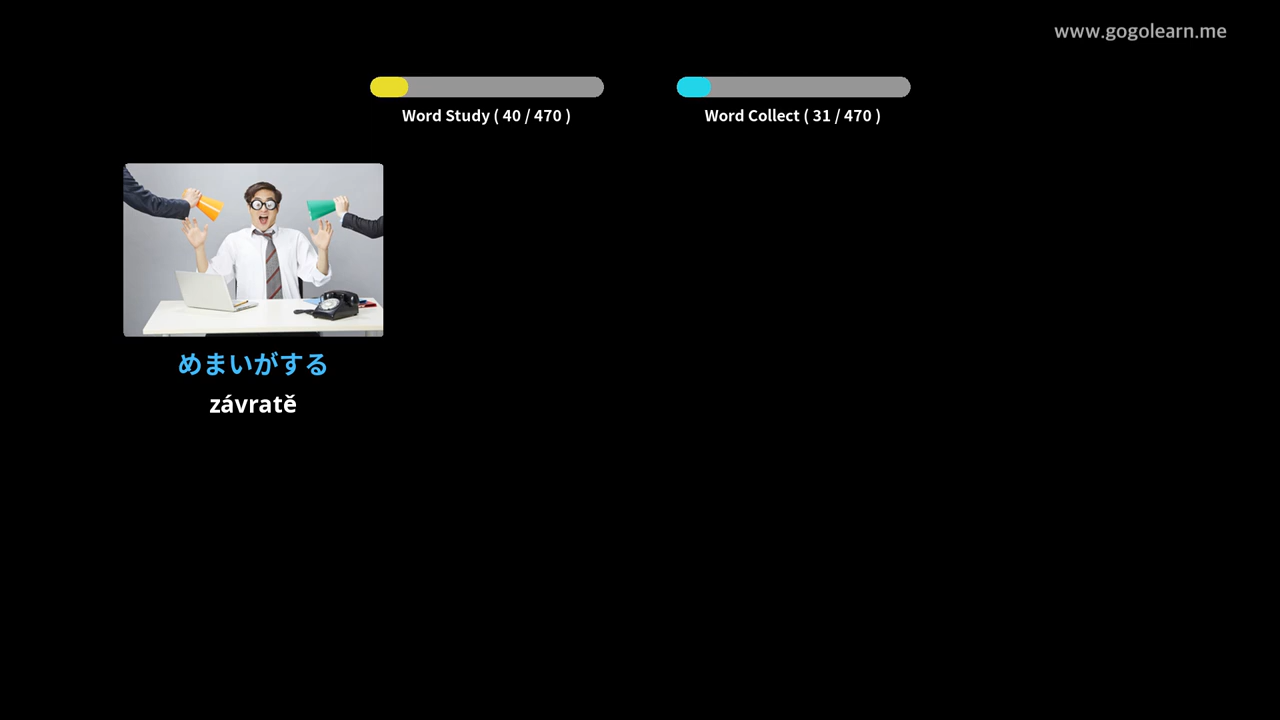 www.gogolearn.me
Word Study ( 40 / 470 )
Word Collect ( 31 / 470 )
めまいがする
závratě